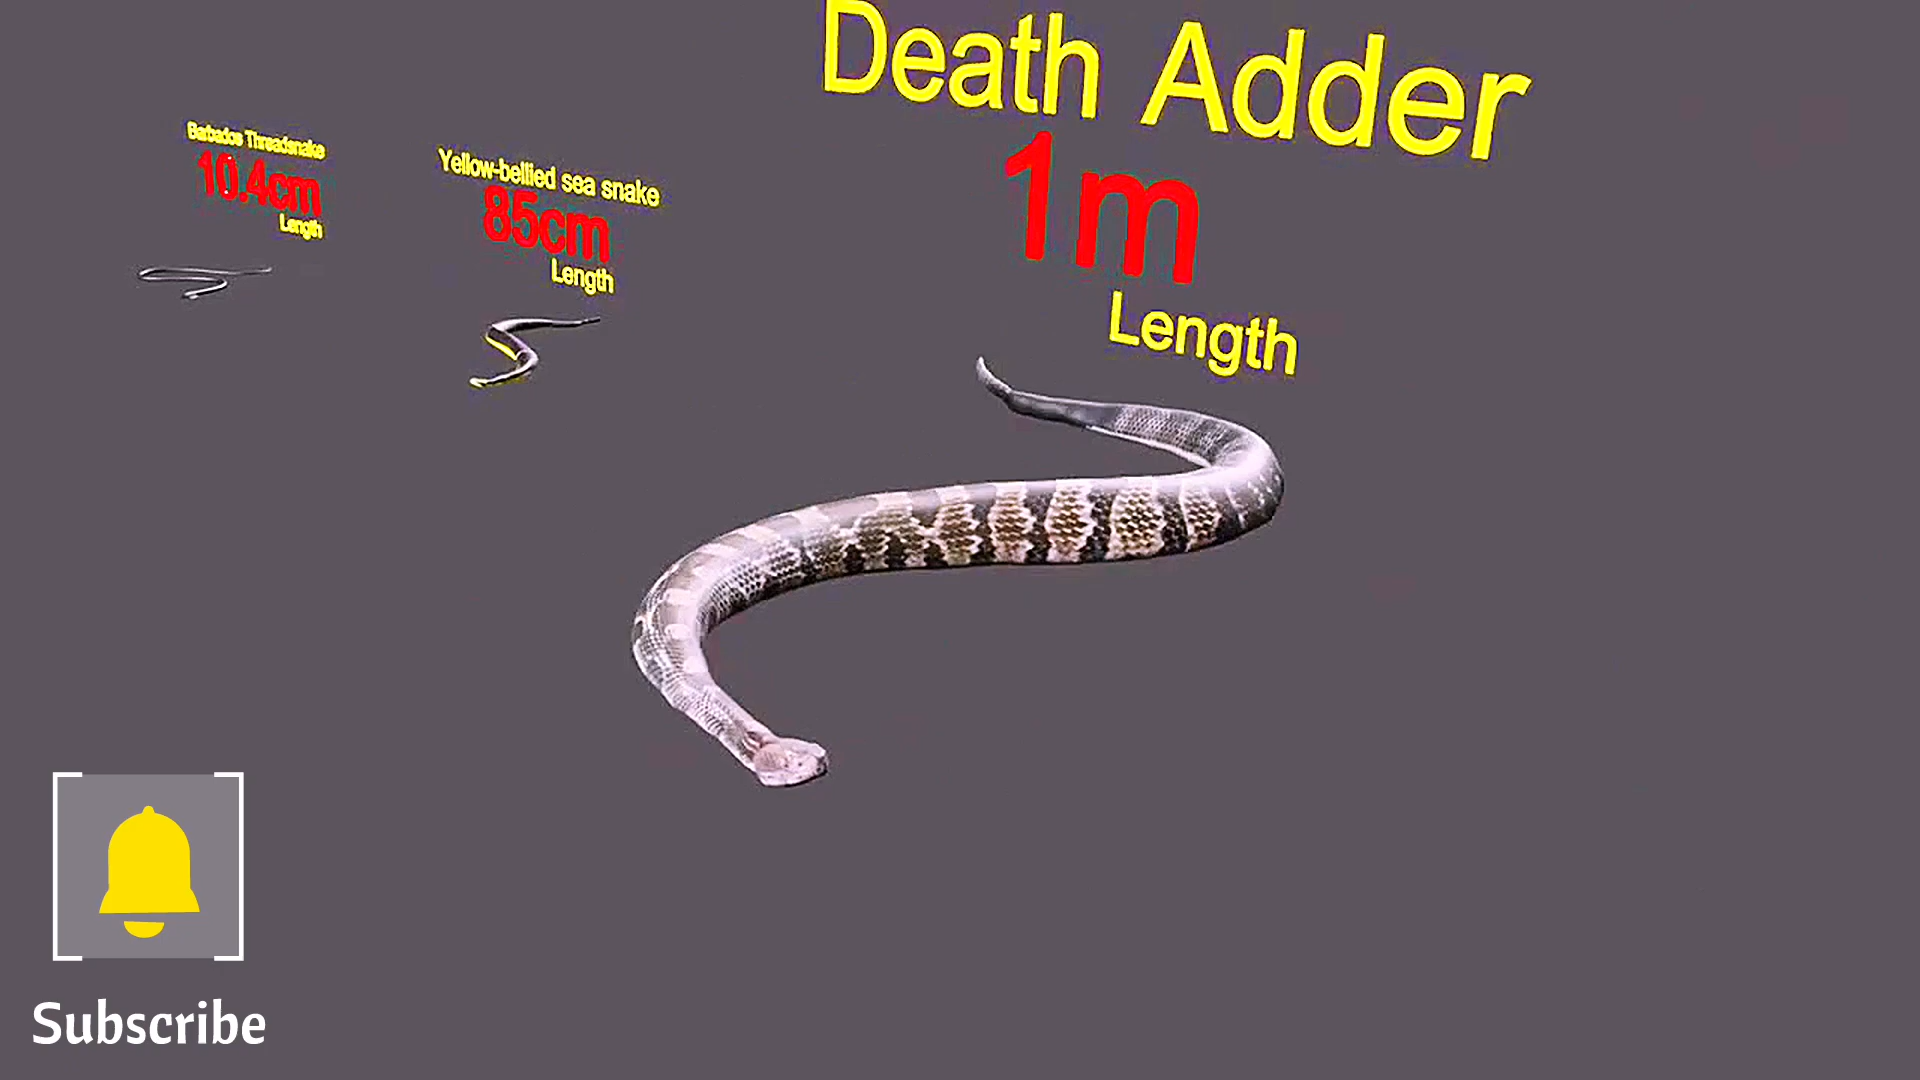 Barbados Threadsnake
10.4cm
Length
Yellow-bellied sea snake
85cm
Length
Death Adder
1m
Length
Subscribe